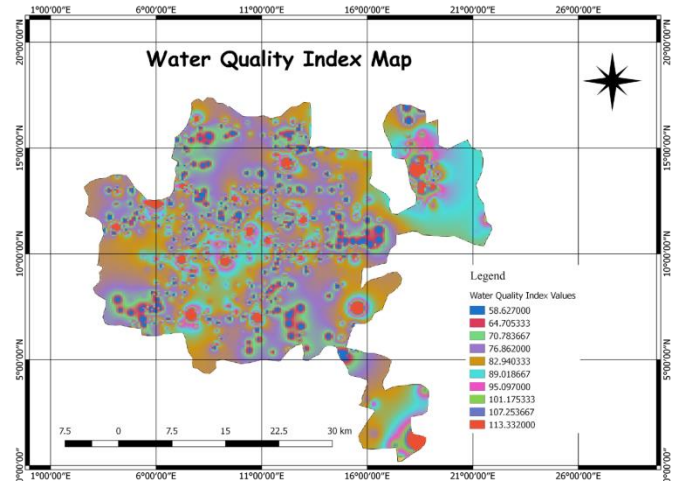 1°00'00"E 6°00'00"E 11°00'00"E 16°00'00"E 21°00'00"E 26°00'00"E
20°00'00"N 20°00'00"N
Water Quality Index Map
15°00'00"N 15°00'00"N
10°00'00"N 10°00'00"N
Legend
Water Quality Index Values
58.627000
64.705333
70.783667
76.862000
82.940333
89.018667
95.097000
101.175333
107.253667
113.332000
5°00'00"N 5°00'00"N
7.5 0 7.5 15 22.5 30 km
0°00'00"N 0°00'00"N
1°00'00"E 6°00'00"E 11°00'00"E 16°00'00"E 21°00'00"E 26°00'00"E